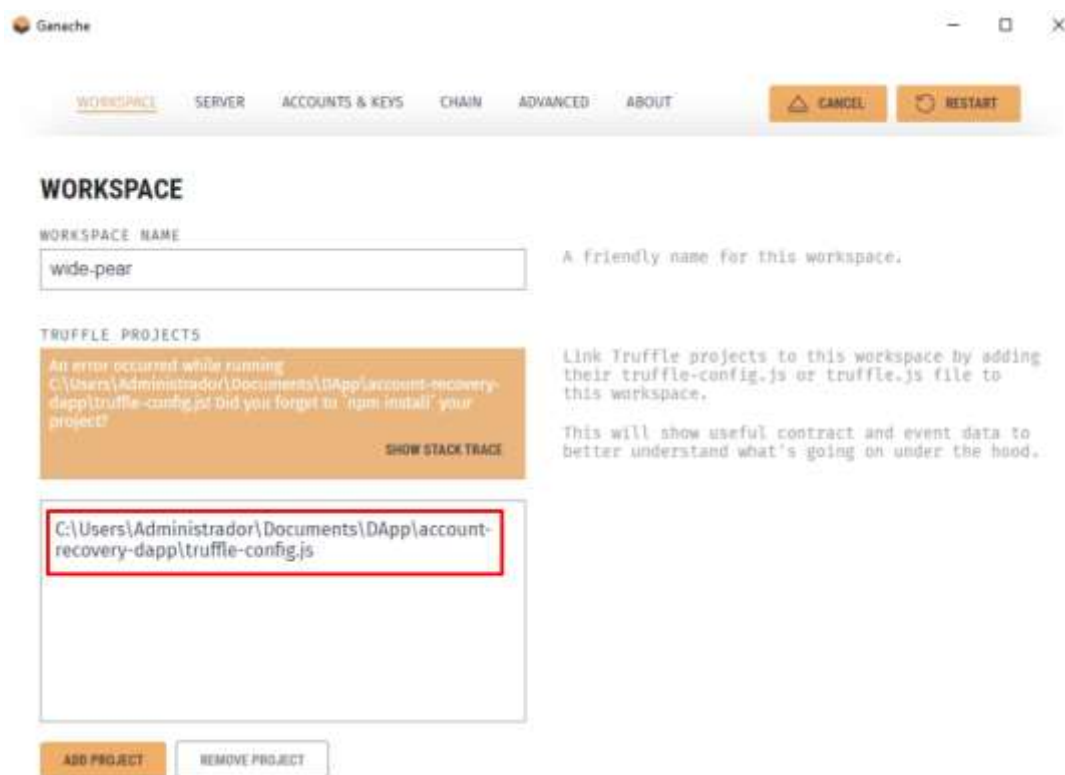 Ganache
WORKSPACE SERVER ACCOUNTS & KEYS CHAIN ADVANCED ABOUT CANCEL RESTART
WORKSPACE
WORKSPACE NAME
wide-pear
A friendly name for this workspace.
TRUFFLE PROJECTS
An error occurred while running
C:\Users\Administrador\Documents\DApp\account-recovery-
dapp\truffle-config.js! Did you forget to `npm install` your
project?
SHOW STACK TRACE
Link Truffle projects to this workspace by adding
their truffle-config.js or truffle.js file to
this workspace.
This will show useful contract and event data to
better understand what's going on under the hood.
C:\Users\Administrador\Documents\DApp\account-
recovery-dapp\truffle-config.js
ADD PROJECT REMOVE PROJECT